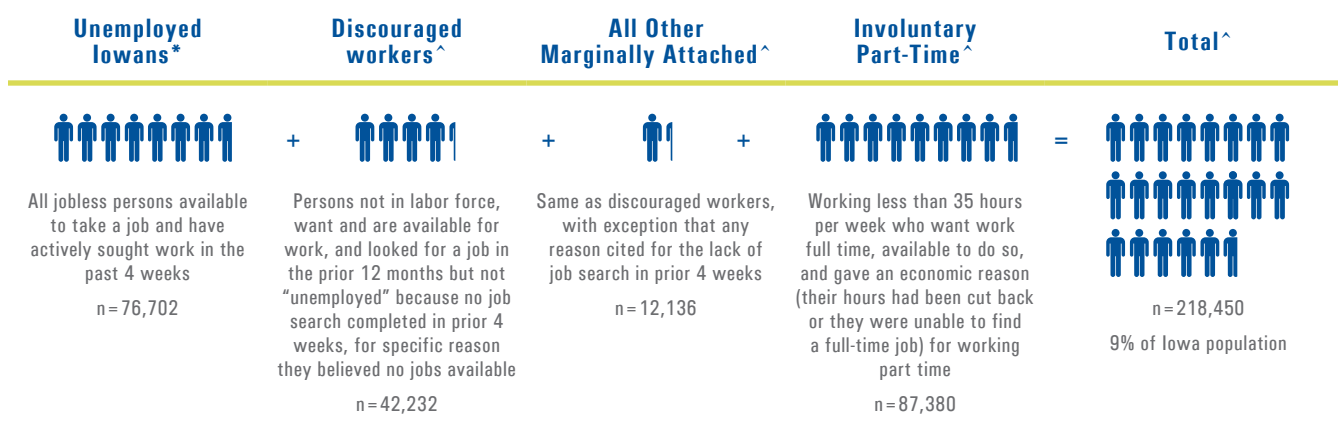 Unemployed
Iowans*
All jobless persons available
to take a job and have
actively sought work in the
past 4 weeks
n=76,702
+
Discouraged
workers^
Persons not in labor force,
want and are available for
work, and looked for a job in
the prior 12 months but not
“unemployed” because no job
search completed in prior 4
weeks, for specific reason
they believed no jobs available
n=42,232
+
All Other
Marginally Attached^
Same as discouraged workers,
with exception that any
reason cited for the lack of
job search in prior 4 weeks
n=12,136
+
Involuntary
Part-Time^
Working less than 35 hours
per week who want work
full time, available to do so,
and gave an economic reason
(their hours had been cut back
or they were unable to find
a full-time job) for working
part time
n=87,380
=
Total^
n=218,450
9% of Iowa population